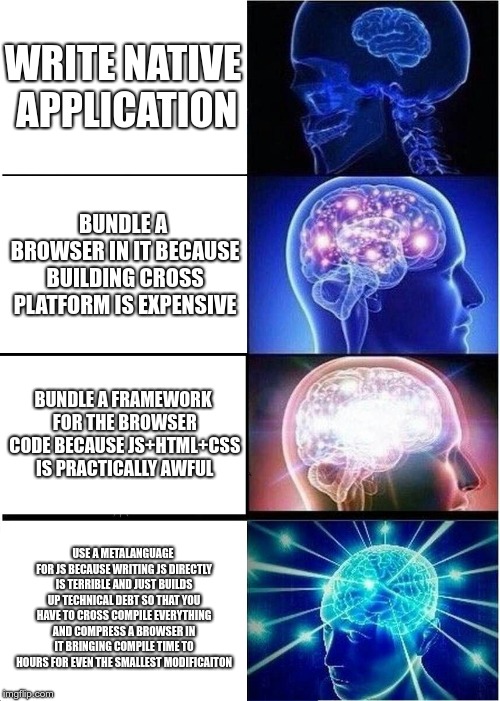 WRITE NATIVE
APPLICATION
BUNDLE A
BROWSER IN IT BECAUSE
BUILDING CROSS
PLATFORM IS EXPENSIVE
BUNDLE A FRAMEWORK
FOR THE BROWSER
CODE BECAUSE JS+HTML+CSS
IS PRACTICALLY AWFUL
USE A METALANGUAGE
FOR JS BECAUSE WRITING JS DIRECTLY
IS TERRIBLE AND JUST BUILDS
UP TECHNICAL DEBT SO THAT YOU
HAVE TO CROSS COMPILE EVERYTHING
AND COMPRESS A BROWSER IN
IT BRINGING COMPILE TIME TO
HOURS FOR EVEN THE SMALLEST MODIFICAITON
imgflip.com